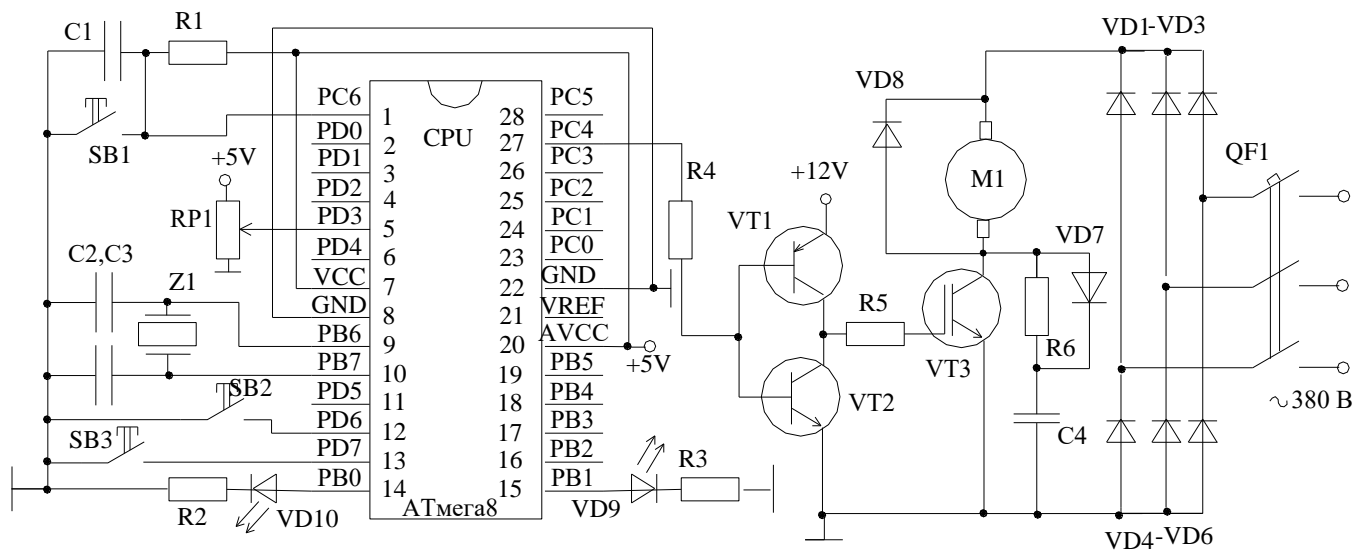 C1
R1
VD1-VD3
PC6
1
PD0
2
PD1
3
PD2
4
PD3
5
PD4
6
VCC
7
GND
8
PB6
9
PB7
10
PD5
11
PD6
12
PD7
13
PB0
14
CPU
АТмега8
PC5
28
PC4
27
PC3
26
PC2
25
PC1
24
PC0
23
GND
22
VREF
21
AVCC
20
PB5
19
PB4
18
PB3
17
PB2
16
PB1
15
SB1
+5V
RP1
C2,C3
Z1
SB2
SB3
R2
VD10
R4
+5V
VD9
R3
+12V
VT1
VT2
R5
VT3
VD8
M1
VD7
R6
C4
QF1
~380 В
VD4-VD6